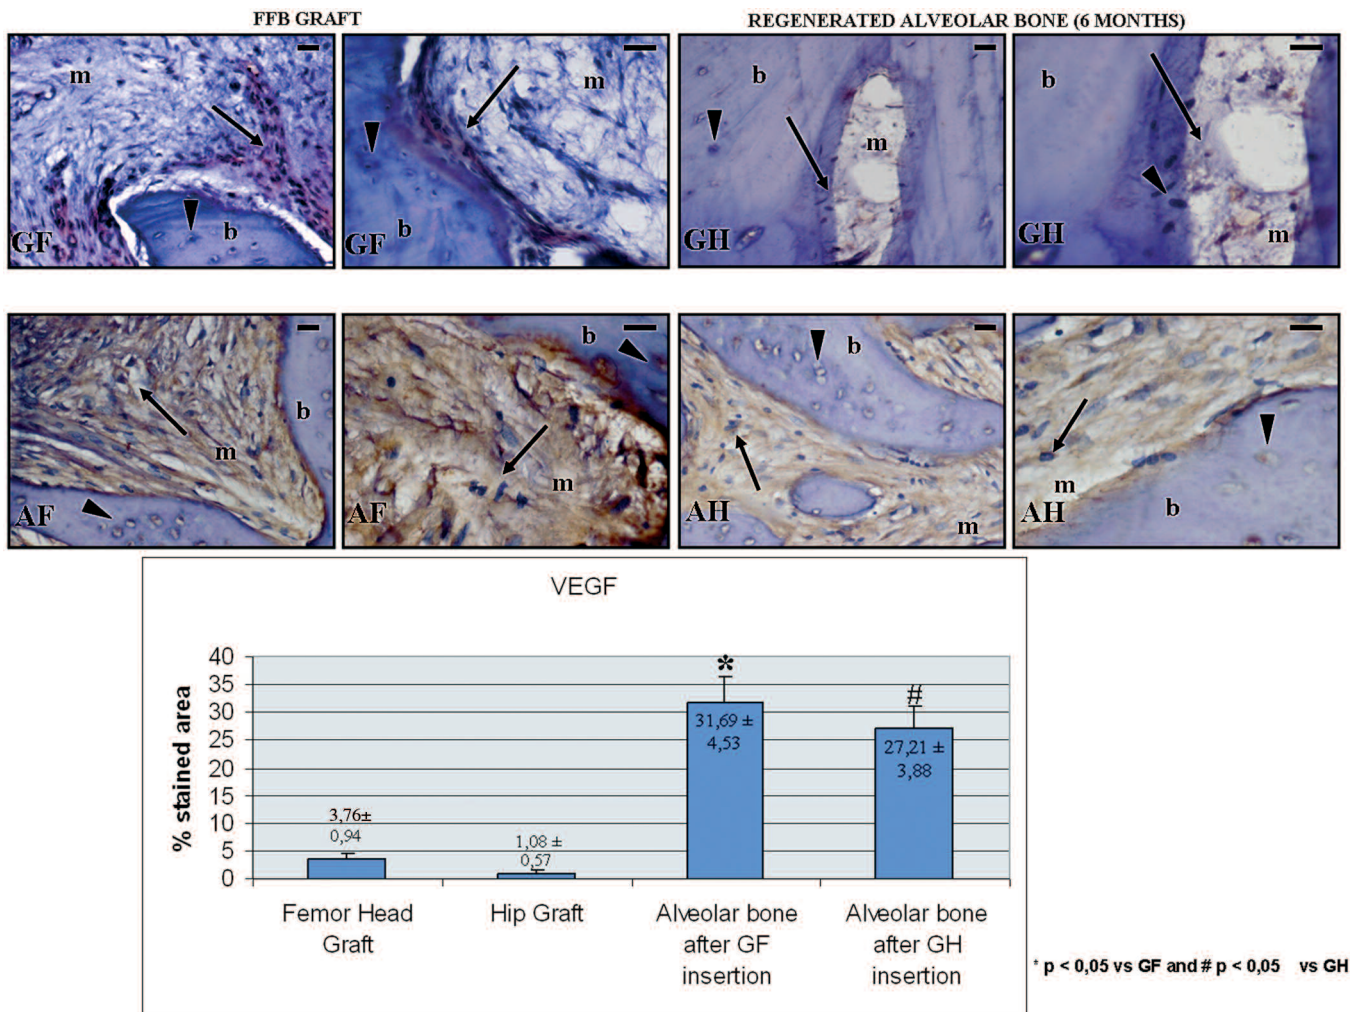 FFB GRAFT
REGENERATED ALVEOLAR BONE (6 MONTHS)
m
b
GF
m
b
GF
b
m
GH
b
m
GH
b
m
AF
b
m
AF
b
m
AH
m
b
AH
VEGF
% stained area
40
35
30
25
20
15
10
5
0
3,76±
0,94
1,08 ±
0,57
*
31,69 ±
4,53
#
27,21 ±
3,88
Femor Head
Graft
Hip Graft
Alveolar bone
after GF
insertion
Alveolar bone
after GH
insertion
* p < 0,05 vs GF and # p < 0,05 vs GH